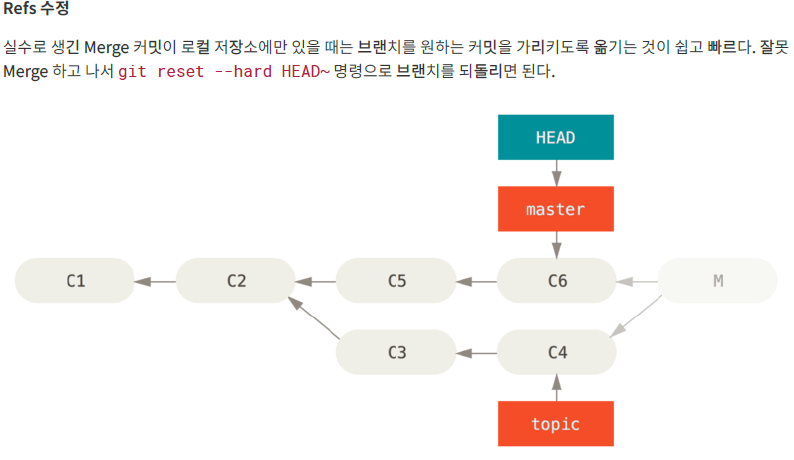 Refs 수정
실수로 생긴 Merge 커밋이 로컬 저장소에만 있을 때는 브랜치를 원하는 커밋을 가리키도록 옮기는 것이 쉽고 빠르다. 잘못
Merge 하고 나서 git reset --hard HEAD~ 명령으로 브랜치를 되돌리면 된다.
HEAD
master
C1 C2 C5 C6 M
C3 C4
topic